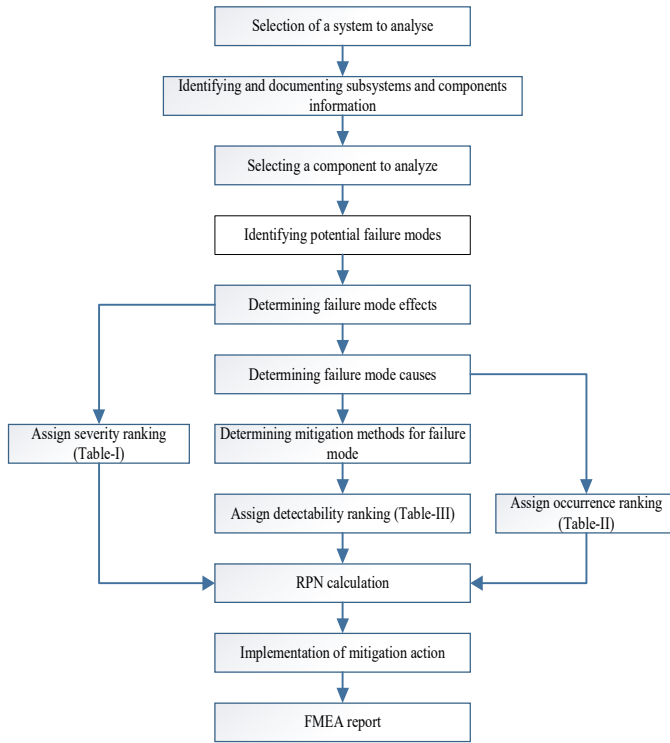 Selection of a system to analyse
Identifying and documenting subsystems and components
information
Selecting a component to analyze
Identifying potential failure modes
Determining failure mode effects
Determining failure mode causes
Assign severity ranking
(Table-I)
Determining mitigation methods for failure
mode
Assign detectability ranking (Table-III)
Assign occurrence ranking
(Table-II)
RPN calculation
Implementation of mitigation action
FMEA report